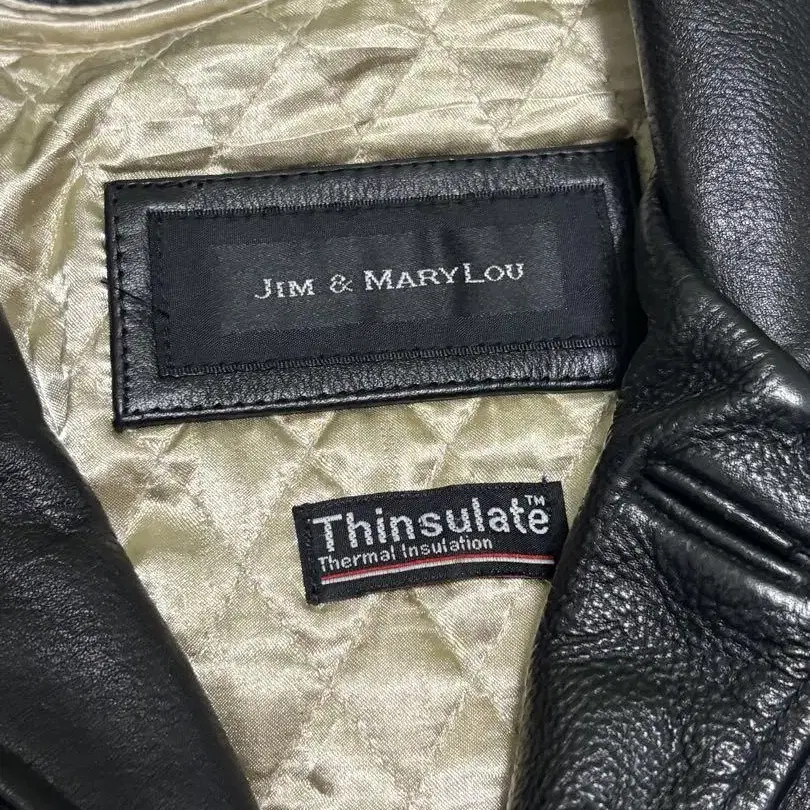 JIM & MARYLOU
Thinsulate™
Thermal Insulation